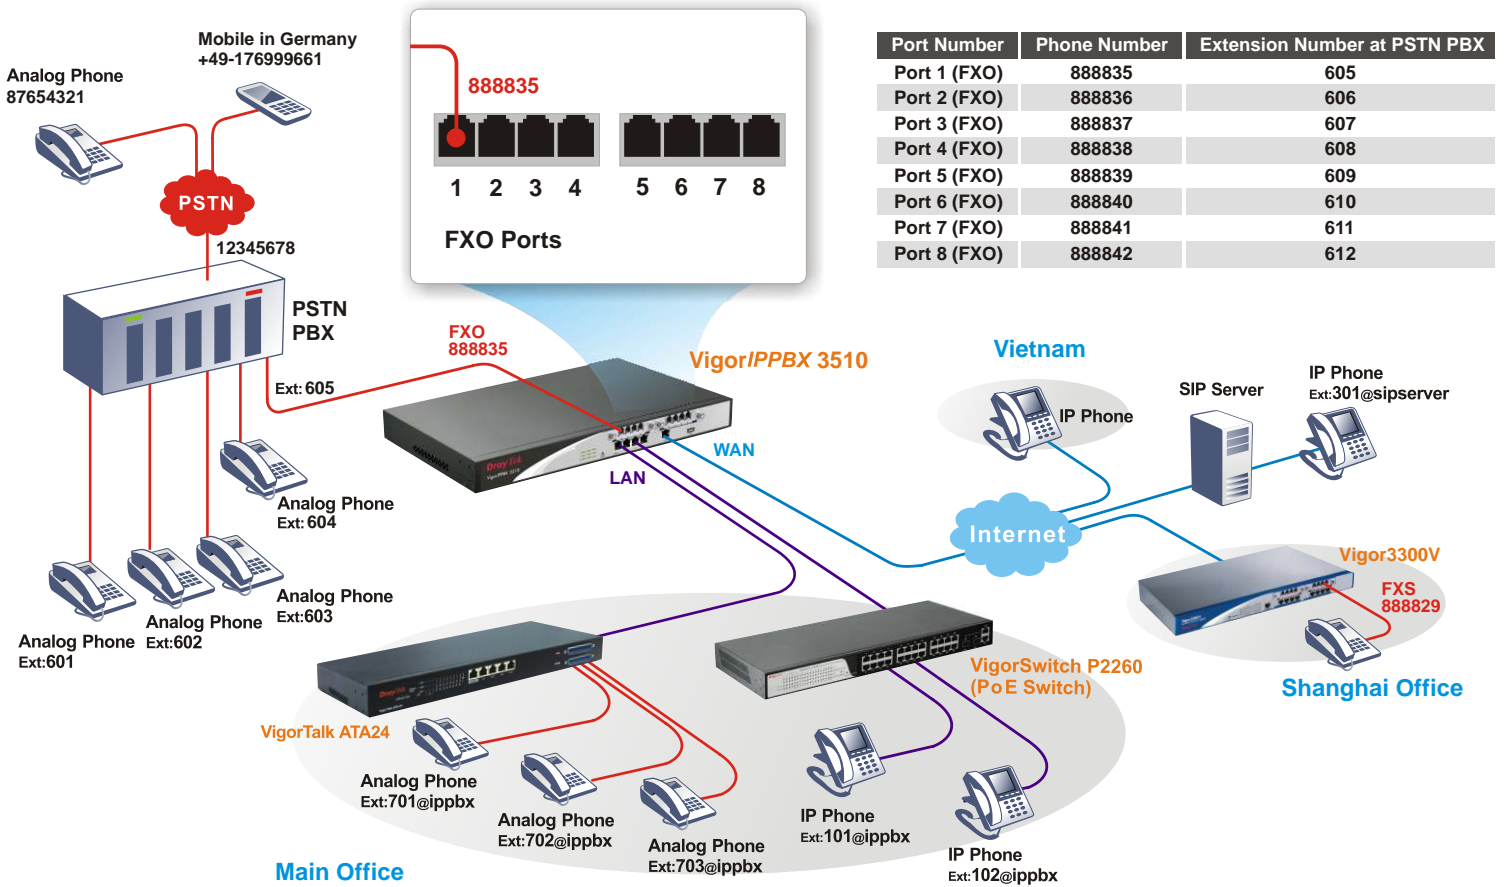 Mobile in Germany
+49-176999661
Analog Phone
87654321
PSTN
12345678
PSTN
PBX
Ext: 605
888835
1 2 3 4 5 6 7 8
FXO Ports
Port Number Phone Number Extension Number at PSTN PBX
Port 1 (FXO) 888835 605
Port 2 (FXO) 888836 606
Port 3 (FXO) 888837 607
Port 4 (FXO) 888838 608
Port 5 (FXO) 888839 609
Port 6 (FXO) 888840 610
Port 7 (FXO) 888841 611
Port 8 (FXO) 888842 612
FXO
888835
VigorIPPBX 3510
DrayTek
VigorIPPBX 3510
WAN
LAN
Vietnam
IP Phone
SIP Server
IP Phone
Ext:301@sipserver
Internet
Vigor3300V
FXS
888829
Shanghai Office
Analog Phone
Ext: 604
Analog Phone
Ext:603
Analog Phone
Ext:602
Analog Phone
Ext:601
VigorSwitch P2260
(PoE Switch)
DrayTek
VigorTalk ATA24
Analog Phone
Ext:701@ippbx
Analog Phone
Ext:702@ippbx
Analog Phone
Ext:703@ippbx
IP Phone
Ext:101@ippbx
IP Phone
Ext:102@ippbx
Main Office